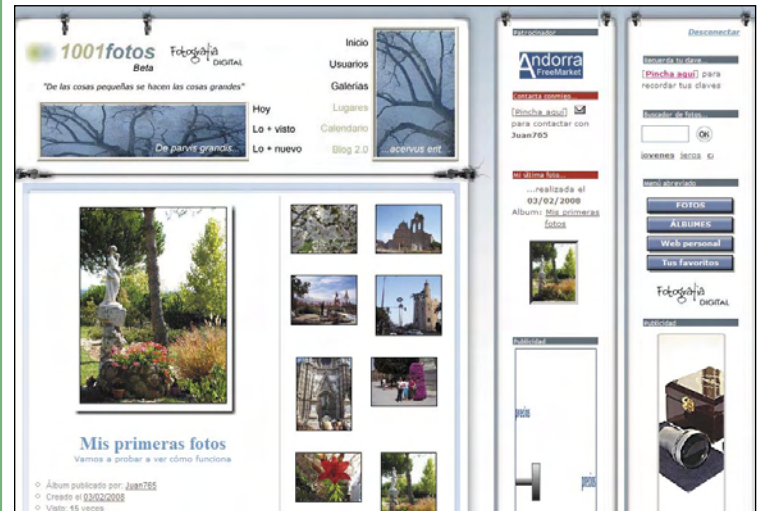 1001fotos
Beta
Fotografía
DIGITAL
"De las cosas pequeñas se hacen las cosas grandes"
Inicio
Usuarios
Galerias
Lugares
Calendario
Blog 2.0
Hoy
Lo + visto
Lo + nuevo
De parvis grandis...
...acervus erit.
Mis primeras fotos
Vamos a probar a ver cómo funciona
Álbum publicado por: Juan765
Creado el 03/02/2008
Visto: 15 veces
Patrocinador
Andorra
FreeMarket
Contacta conmigo...
[Pincha aquí]
para contactar con
Juan765
Mi última foto...
...realizada el
03/02/2008
Album: Mis primeras
fotos
Publicidad
precios
precios
Desconectar
Recuerda tu clave...
[Pincha aquí] para
recordar tus claves
Buscador de fotos...
OK
Menú abreviado
FOTOS
ÁLBUMES
Web personal
Tus favoritos
Fotografía
DIGITAL
Publicidad